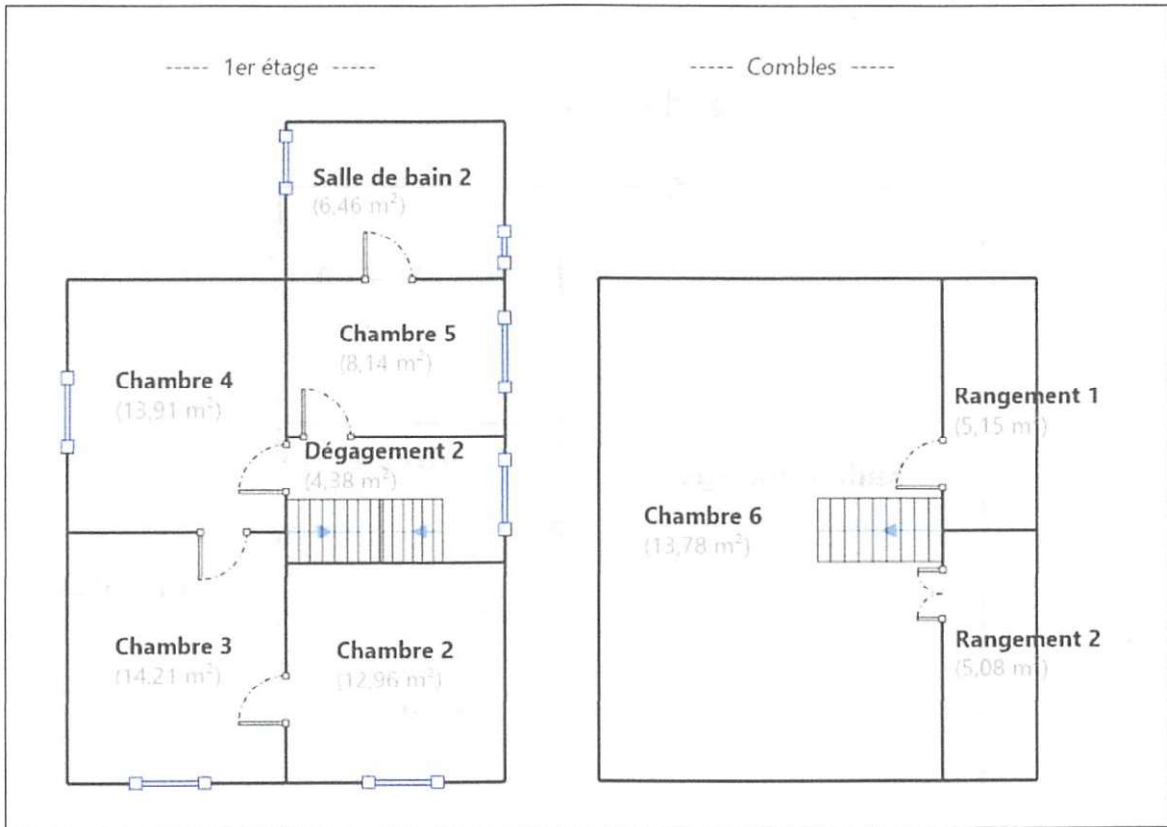 ----- 1er étage -----
Salle de bain 2
(6,46 m²)
Chambre 5
(8,14 m²)
Chambre 4
(13,91 m²)
Dégagement 2
(4,38 m²)
Chambre 3
(14,21 m²)
Chambre 2
(12,96 m²)
----- Combles -----
Rangement 1
(5,15 m²)
Chambre 6
(13,78 m²)
Rangement 2
(5,08 m²)